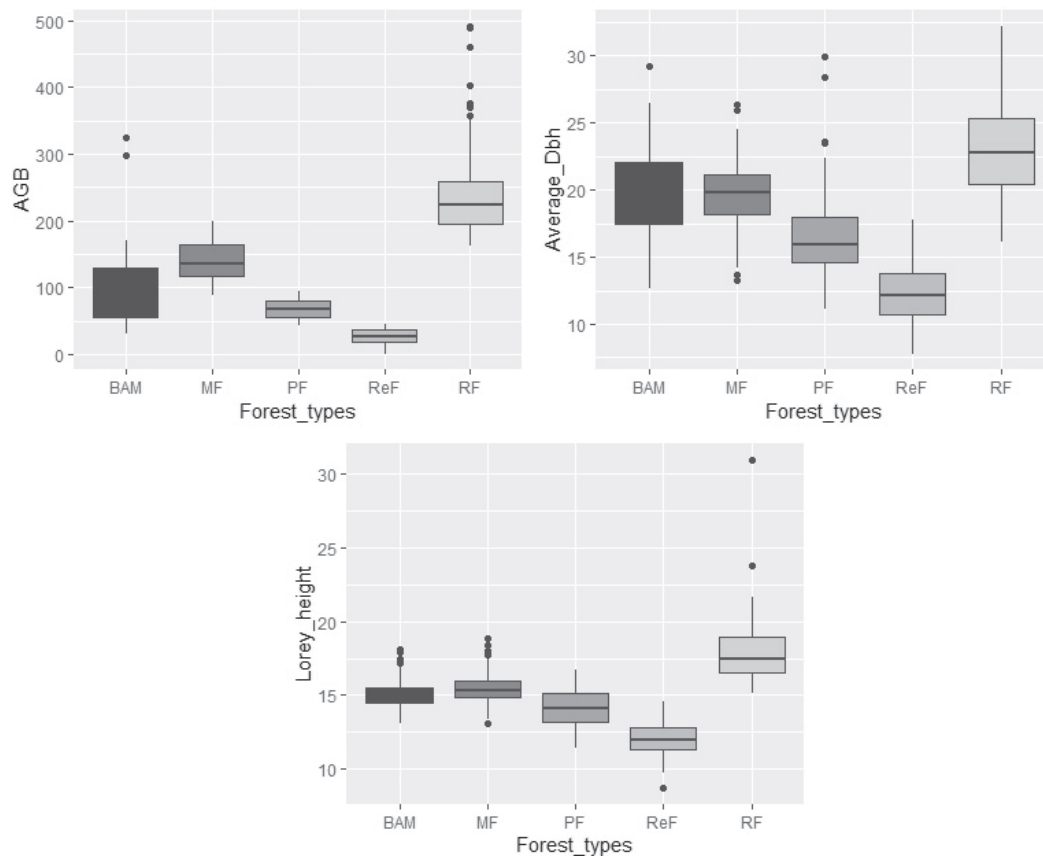 500
400
300
200
100
0
AGB
BAM MF PF ReF RF
Forest_types
30
25
20
15
10
Average_Dbh
BAM MF PF ReF RF
Forest_types
30
25
20
15
10
Lorey_height
BAM MF PF ReF RF
Forest_types